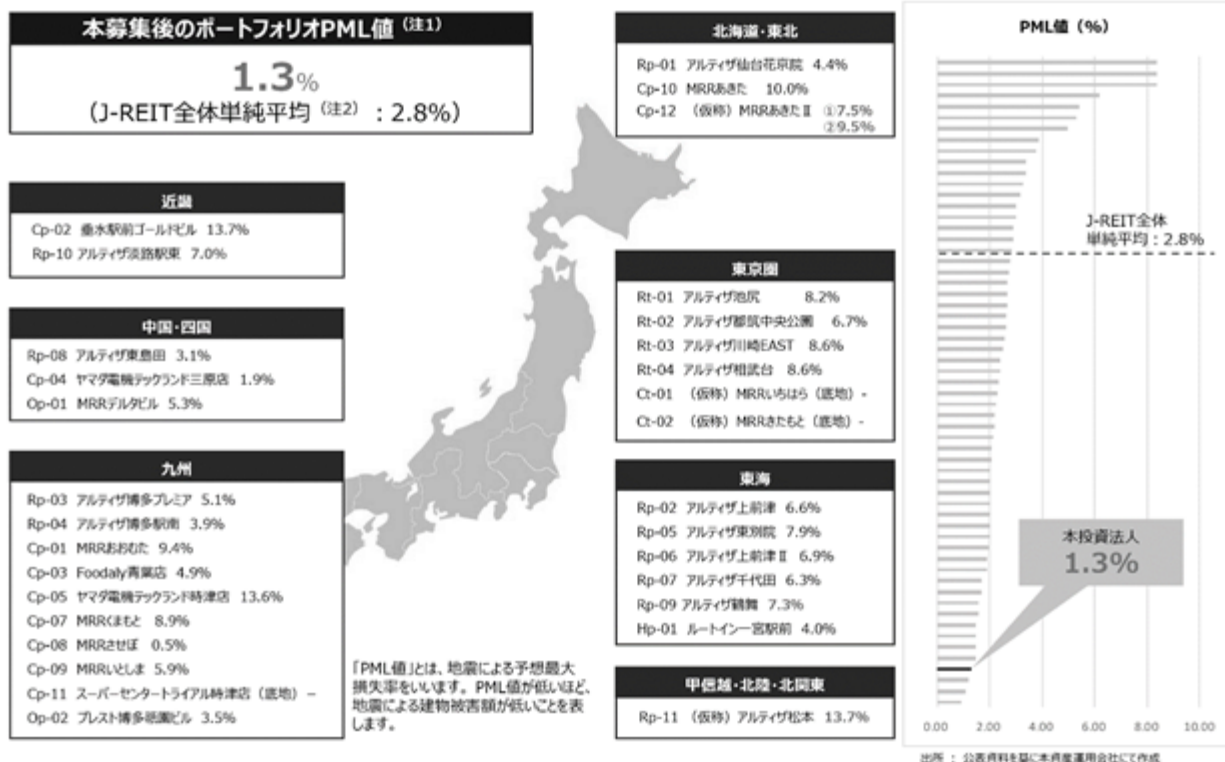 本募集後のポートフォリオPML値 (注1)
1.3%
（J-REIT全体単純平均 (注2) ：2.8%）
近畿
Cp-02 垂水駅前ゴールドビル 13.7%
Rp-10 アルティザ淡路駅東 7.0%
中国・四国
Rp-08 アルティザ東島田 3.1%
Cp-04 ヤマダ電機テックランド三原店 1.9%
Op-01 MRRデルタビル 5.3%
九州
Rp-03 アルティザ博多プレミア 5.1%
Rp-04 アルティザ博多駅南 3.9%
Cp-01 MRRおおむた 9.4%
Cp-03 Foodaly青葉店 4.9%
Cp-05 ヤマダ電機テックランド時津店 13.6%
Cp-07 MRRくまもと 8.9%
Cp-08 MRRさせぼ 0.5%
Cp-09 MRRいとしま 5.9%
Cp-11 スーパーセンタートライアル時津店（底地） –
Op-02 プレスト博多祇園ビル 3.5%
「PML値」とは、地震による予想最大
損失率をいいます。PML値が低いほど、
地震による建物被害額が低いことを表
します。
北海道・東北
Rp-01 アルティザ仙台花京院 4.4%
Cp-10 MRRあきた 10.0%
Cp-12 （仮称）MRRあきたⅡ ①7.5%
②9.5%
東京圏
Rt-01 アルティザ池尻 8.2%
Rt-02 アルティザ都筑中央公園 6.7%
Rt-03 アルティザ川崎EAST 8.6%
Rt-04 アルティザ相武台 8.6%
Ct-01 （仮称）MRRいちはら（底地） -
Ct-02 （仮称）MRRきたもと（底地） -
東海
Rp-02 アルティザ上前津 6.6%
Rp-05 アルティザ東別院 7.9%
Rp-06 アルティザ上前津Ⅱ 6.9%
Rp-07 アルティザ千代田 6.3%
Rp-09 アルティザ鶴舞 7.3%
Hp-01 ルートイン一宮駅前 4.0%
甲信越・北陸・北関東
Rp-11 （仮称）アルティザ松本 13.7%
PML値（%）
J-REIT全体
単純平均：2.8%
本投資法人
1.3%
0.00 2.00 4.00 6.00 8.00 10.00
出所 ： 公表資料を基に本資産運用会社にて作成